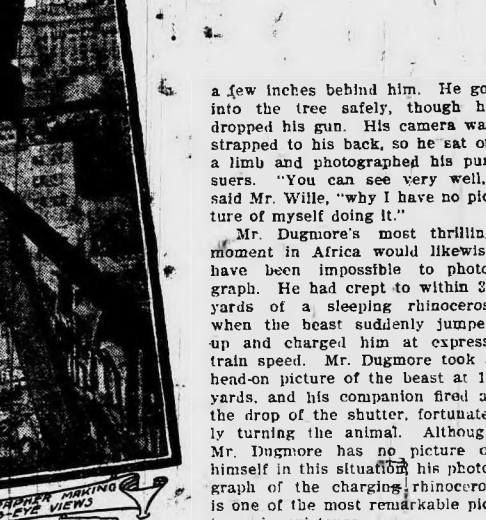 a few inches behind him. He go
into the tree safely, though h
dropped his gun. His camera wa
strapped to his back, so he sat o
a limb and photographed his pur
suers. "You can see very well,
said Mr. Wille, "why I have no pic
ture of myself doing it."
Mr. Dugmore's most thrillin
moment in Africa would likewis
have been impossible to photo
graph. He had crept to within 3
yards of a sleeping rhinoceros
when the beast suddenly jumpe
up and charged him at express
train speed. Mr. Dugmore took
head-on picture of the beast at 1
yards, and his companion fired a
the drop of the shutter, fortunate
ly turning the animal. Althoug
Mr. Dugmore has no picture o
himself in this situation his photo
graph of the charging rhinocero
is one of the most remarkable pic
APHER MAKING
-EYE VIEWS